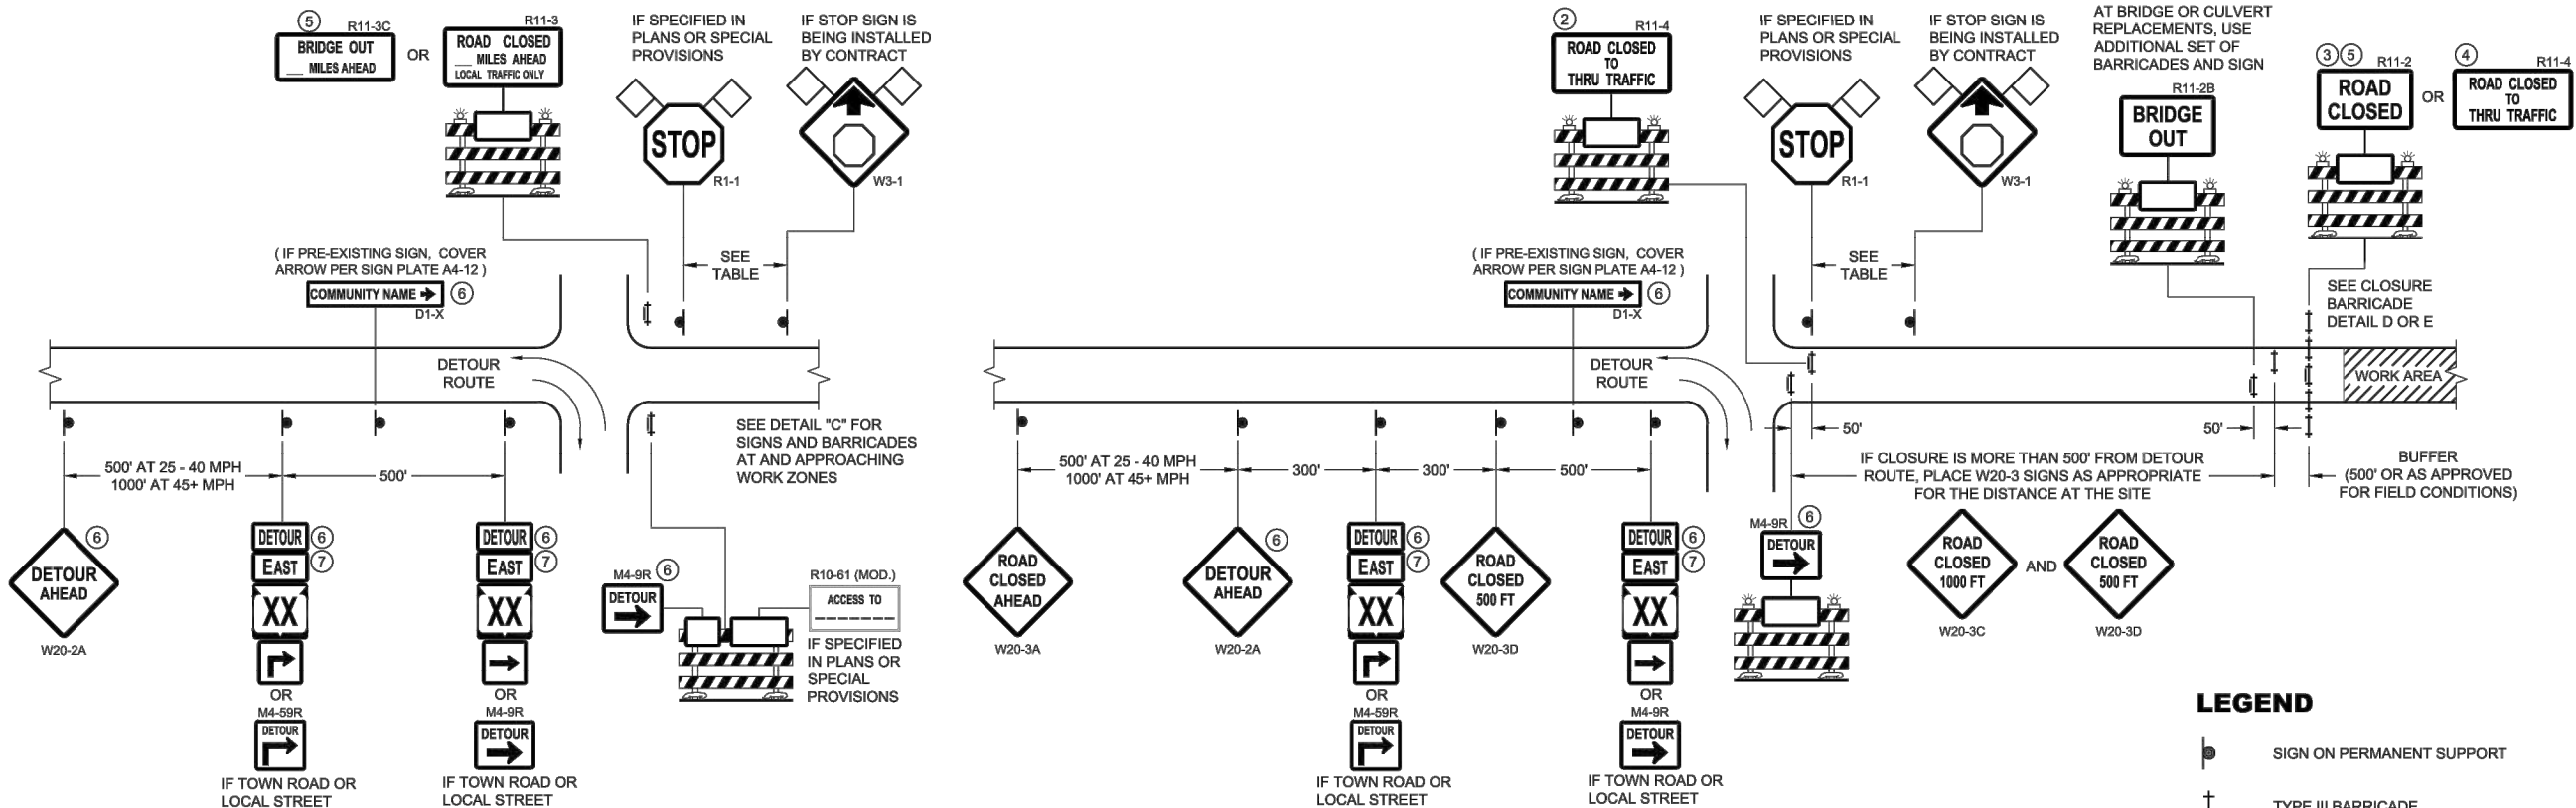 5
R11-3C
BRIDGE OUT
___ MILES AHEAD
OR
R11-3
ROAD CLOSED
___ MILES AHEAD
LOCAL TRAFFIC ONLY
IF SPECIFIED IN
PLANS OR SPECIAL
PROVISIONS
STOP
R1-1
IF STOP SIGN IS
BEING INSTALLED
BY CONTRACT
W3-1
SEE
TABLE
( IF PRE-EXISTING SIGN, COVER
ARROW PER SIGN PLATE A4-12 )
COMMUNITY NAME
6
D1-X
DETOUR
ROUTE
SEE DETAIL "C" FOR
SIGNS AND BARRICADES
AT AND APPROACHING
WORK ZONES
500' AT 25 - 40 MPH
1000' AT 45+ MPH
500'
DETOUR
AHEAD
6
W20-2A
DETOUR
6
EAST
7
XX
OR
M4-59R
DETOUR
IF TOWN ROAD OR
LOCAL STREET
DETOUR
6
EAST
7
XX
OR
M4-9R
DETOUR
IF TOWN ROAD OR
LOCAL STREET
M4-9R
6
DETOUR
R10-61 (MOD.)
ACCESS TO
IF SPECIFIED
IN PLANS OR
SPECIAL
PROVISIONS
2
R11-4
ROAD CLOSED
TO
THRU TRAFFIC
IF SPECIFIED IN
PLANS OR SPECIAL
PROVISIONS
STOP
R1-1
IF STOP SIGN IS
BEING INSTALLED
BY CONTRACT
W3-1
SEE
TABLE
AT BRIDGE OR CULVERT
REPLACEMENTS, USE
ADDITIONAL SET OF
BARRICADES AND SIGN
R11-2B
BRIDGE
OUT
3 5
R11-2
ROAD
CLOSED
OR
4
R11-4
ROAD CLOSED
TO
THRU TRAFFIC
SEE CLOSURE
BARRICADE
DETAIL D OR E
( IF PRE-EXISTING SIGN, COVER
ARROW PER SIGN PLATE A4-12 )
COMMUNITY NAME
6
D1-X
DETOUR
ROUTE
WORK AREA
50'
50'
500' AT 25 - 40 MPH
1000' AT 45+ MPH
300'
300'
500'
IF CLOSURE IS MORE THAN 500' FROM DETOUR
ROUTE, PLACE W20-3 SIGNS AS APPROPRIATE
FOR THE DISTANCE AT THE SITE
BUFFER
(500' OR AS APPROVED
FOR FIELD CONDITIONS)
ROAD
CLOSED
AHEAD
W20-3A
DETOUR
AHEAD
6
W20-2A
DETOUR
6
EAST
7
XX
OR
M4-59R
DETOUR
IF TOWN ROAD OR
LOCAL STREET
ROAD
CLOSED
500 FT
W20-3D
DETOUR
6
EAST
7
XX
OR
M4-9R
DETOUR
IF TOWN ROAD OR
LOCAL STREET
M4-9R
6
DETOUR
ROAD
CLOSED
1000 FT
W20-3C
AND
ROAD
CLOSED
500 FT
W20-3D
LEGEND
SIGN ON PERMANENT SUPPORT
TYPE III BARRICADE